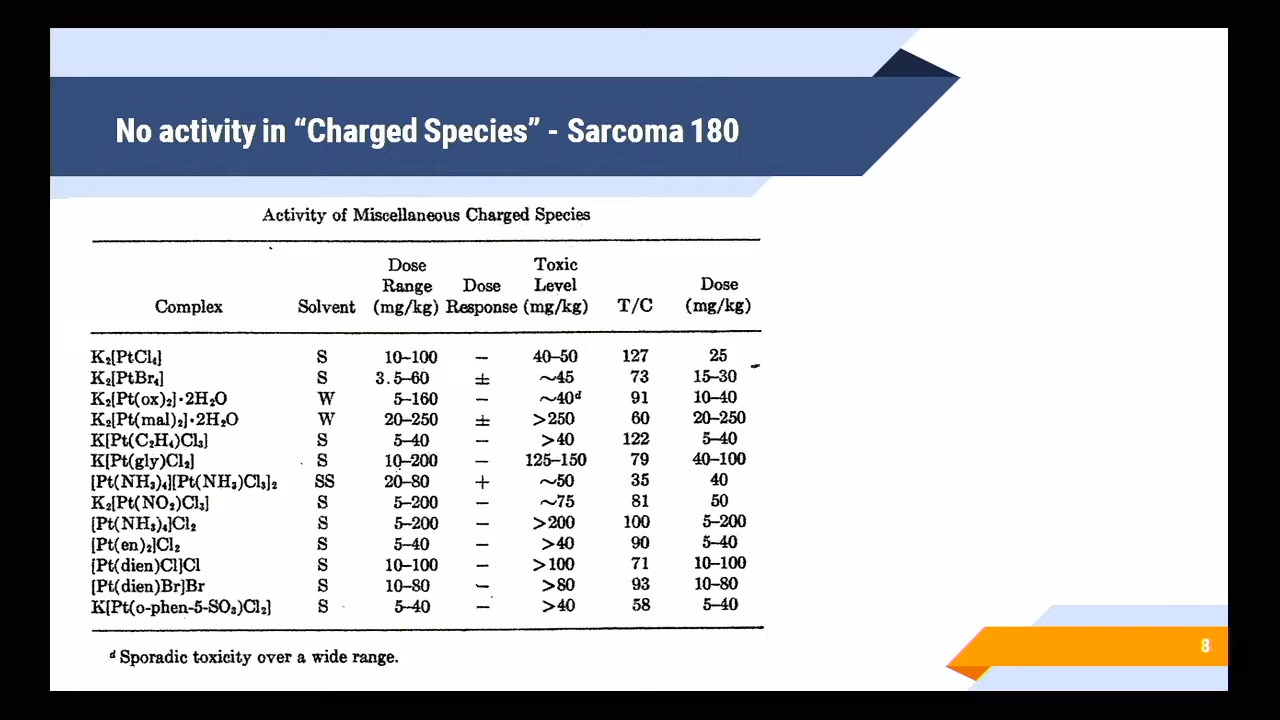 No activity in “Charged Species” - Sarcoma 180
Activity of Miscellaneous Charged Species
Complex Solvent Dose Range (mg/kg) Dose Response Toxic Level (mg/kg) T/C Dose (mg/kg)
K₂[PtCl₄] S 10–100 – 40–50 127 25
K₂[PtBr₄] S 3.5–60 ± ~45 73 15–30
K₂[Pt(ox)₂]·2H₂O W 5–160 – ~40ᵈ 91 10–40
K₂[Pt(mal)₂]·2H₂O W 20–250 ± >250 60 20–250
K[Pt(C₂H₄)Cl₃] S 5–40 – >40 122 5–40
K[Pt(gly)Cl₂] S 10–200 – 125–150 79 40–100
[Pt(NH₃)₄][Pt(NH₃)Cl₃]₂ SS 20–80 + ~50 35 40
K₂[Pt(NO₂)Cl₃] S 5–200 – ~75 81 50
[Pt(NH₃)₄]Cl₂ S 5–200 – >200 100 5–200
[Pt(en)₂]Cl₂ S 5–40 – >40 90 5–40
[Pt(dien)Cl]Cl S 10–100 – >100 71 10–100
[Pt(dien)Br]Br S 10–80 – >80 93 10–80
K[Pt(o-phen-5-SO₃)Cl₂] S 5–40 – >40 58 5–40
ᵈ Sporadic toxicity over a wide range.
8